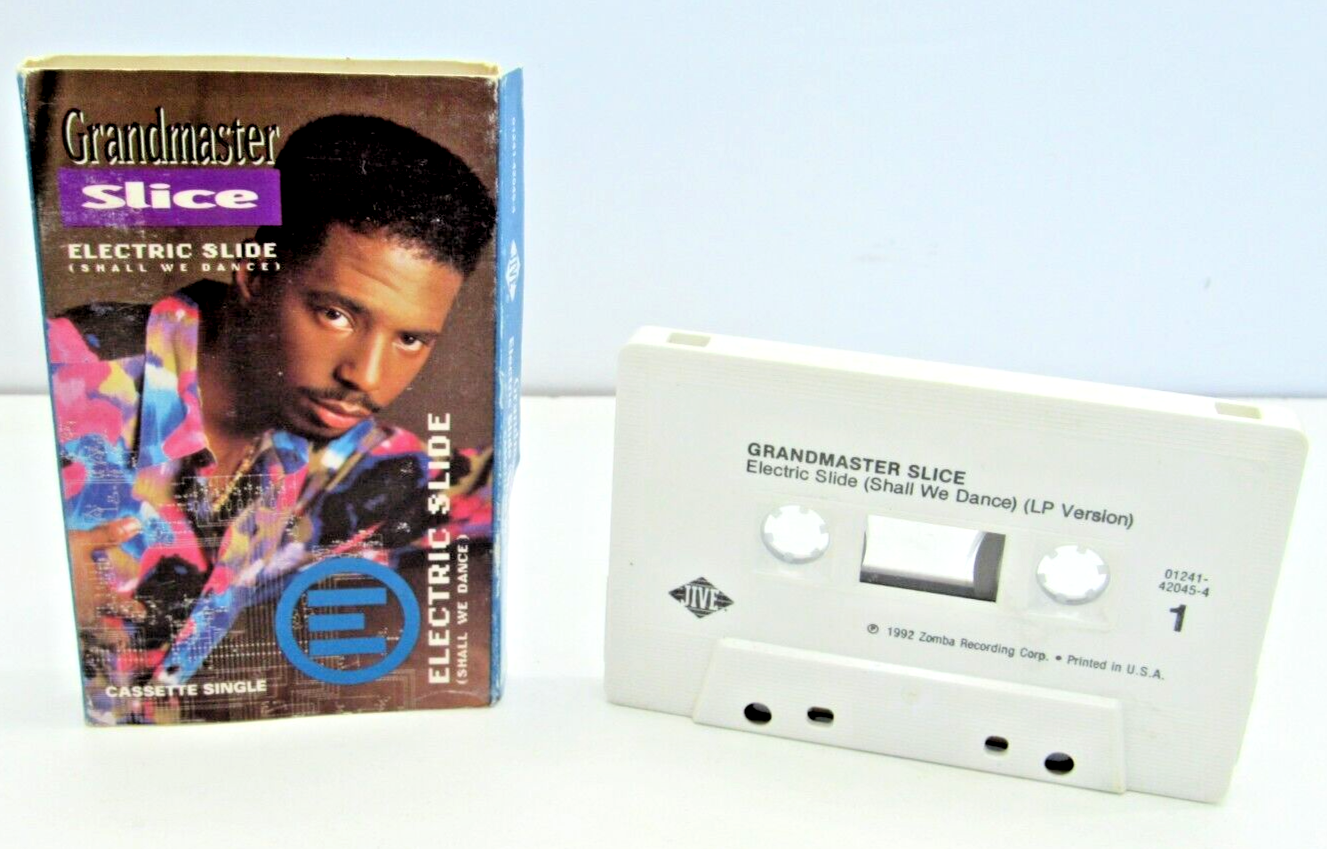 Grandmaster
Slice
ELECTRIC SLIDE
(SHALL WE DANCE)
ELECTRIC SLIDE
(SHALL WE DANCE)
E
CASSETTE SINGLE
GRANDMASTER SLICE
Electric Slide (Shall We Dance) (LP Version)
JIVE
01241-
42045-4
1
℗ 1992 Zomba Recording Corp. • Printed in U.S.A.